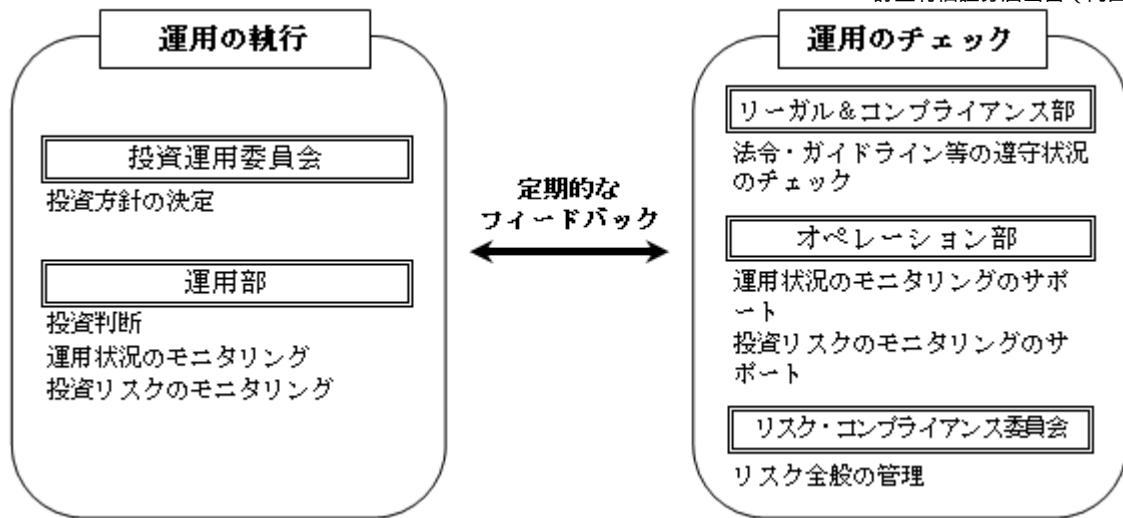 運用の執行
投資運用委員会
投資方針の決定
運用部
投資判断
運用状況のモニタリング
投資リスクのモニタリング
定期的な
フィードバック
運用のチェック
リーガル＆コンプライアンス部
法令・ガイドライン等の遵守状況
のチェック
オペレーション部
運用状況のモニタリングのサポ
ート
投資リスクのモニタリングのサ
ポート
リスク・コンプライアンス委員会
リスク全般の管理